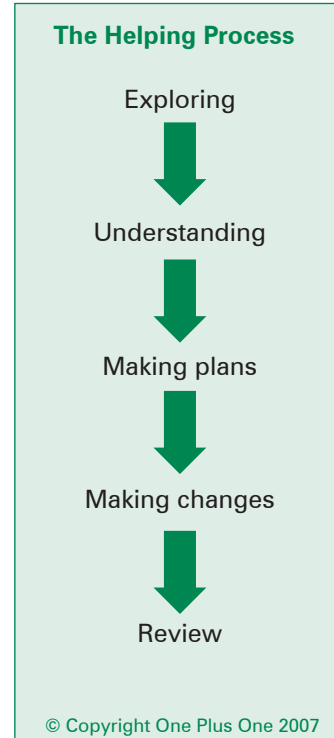 The Helping Process
Exploring
Understanding
Making plans
Making changes
Review
© Copyright One Plus One 2007